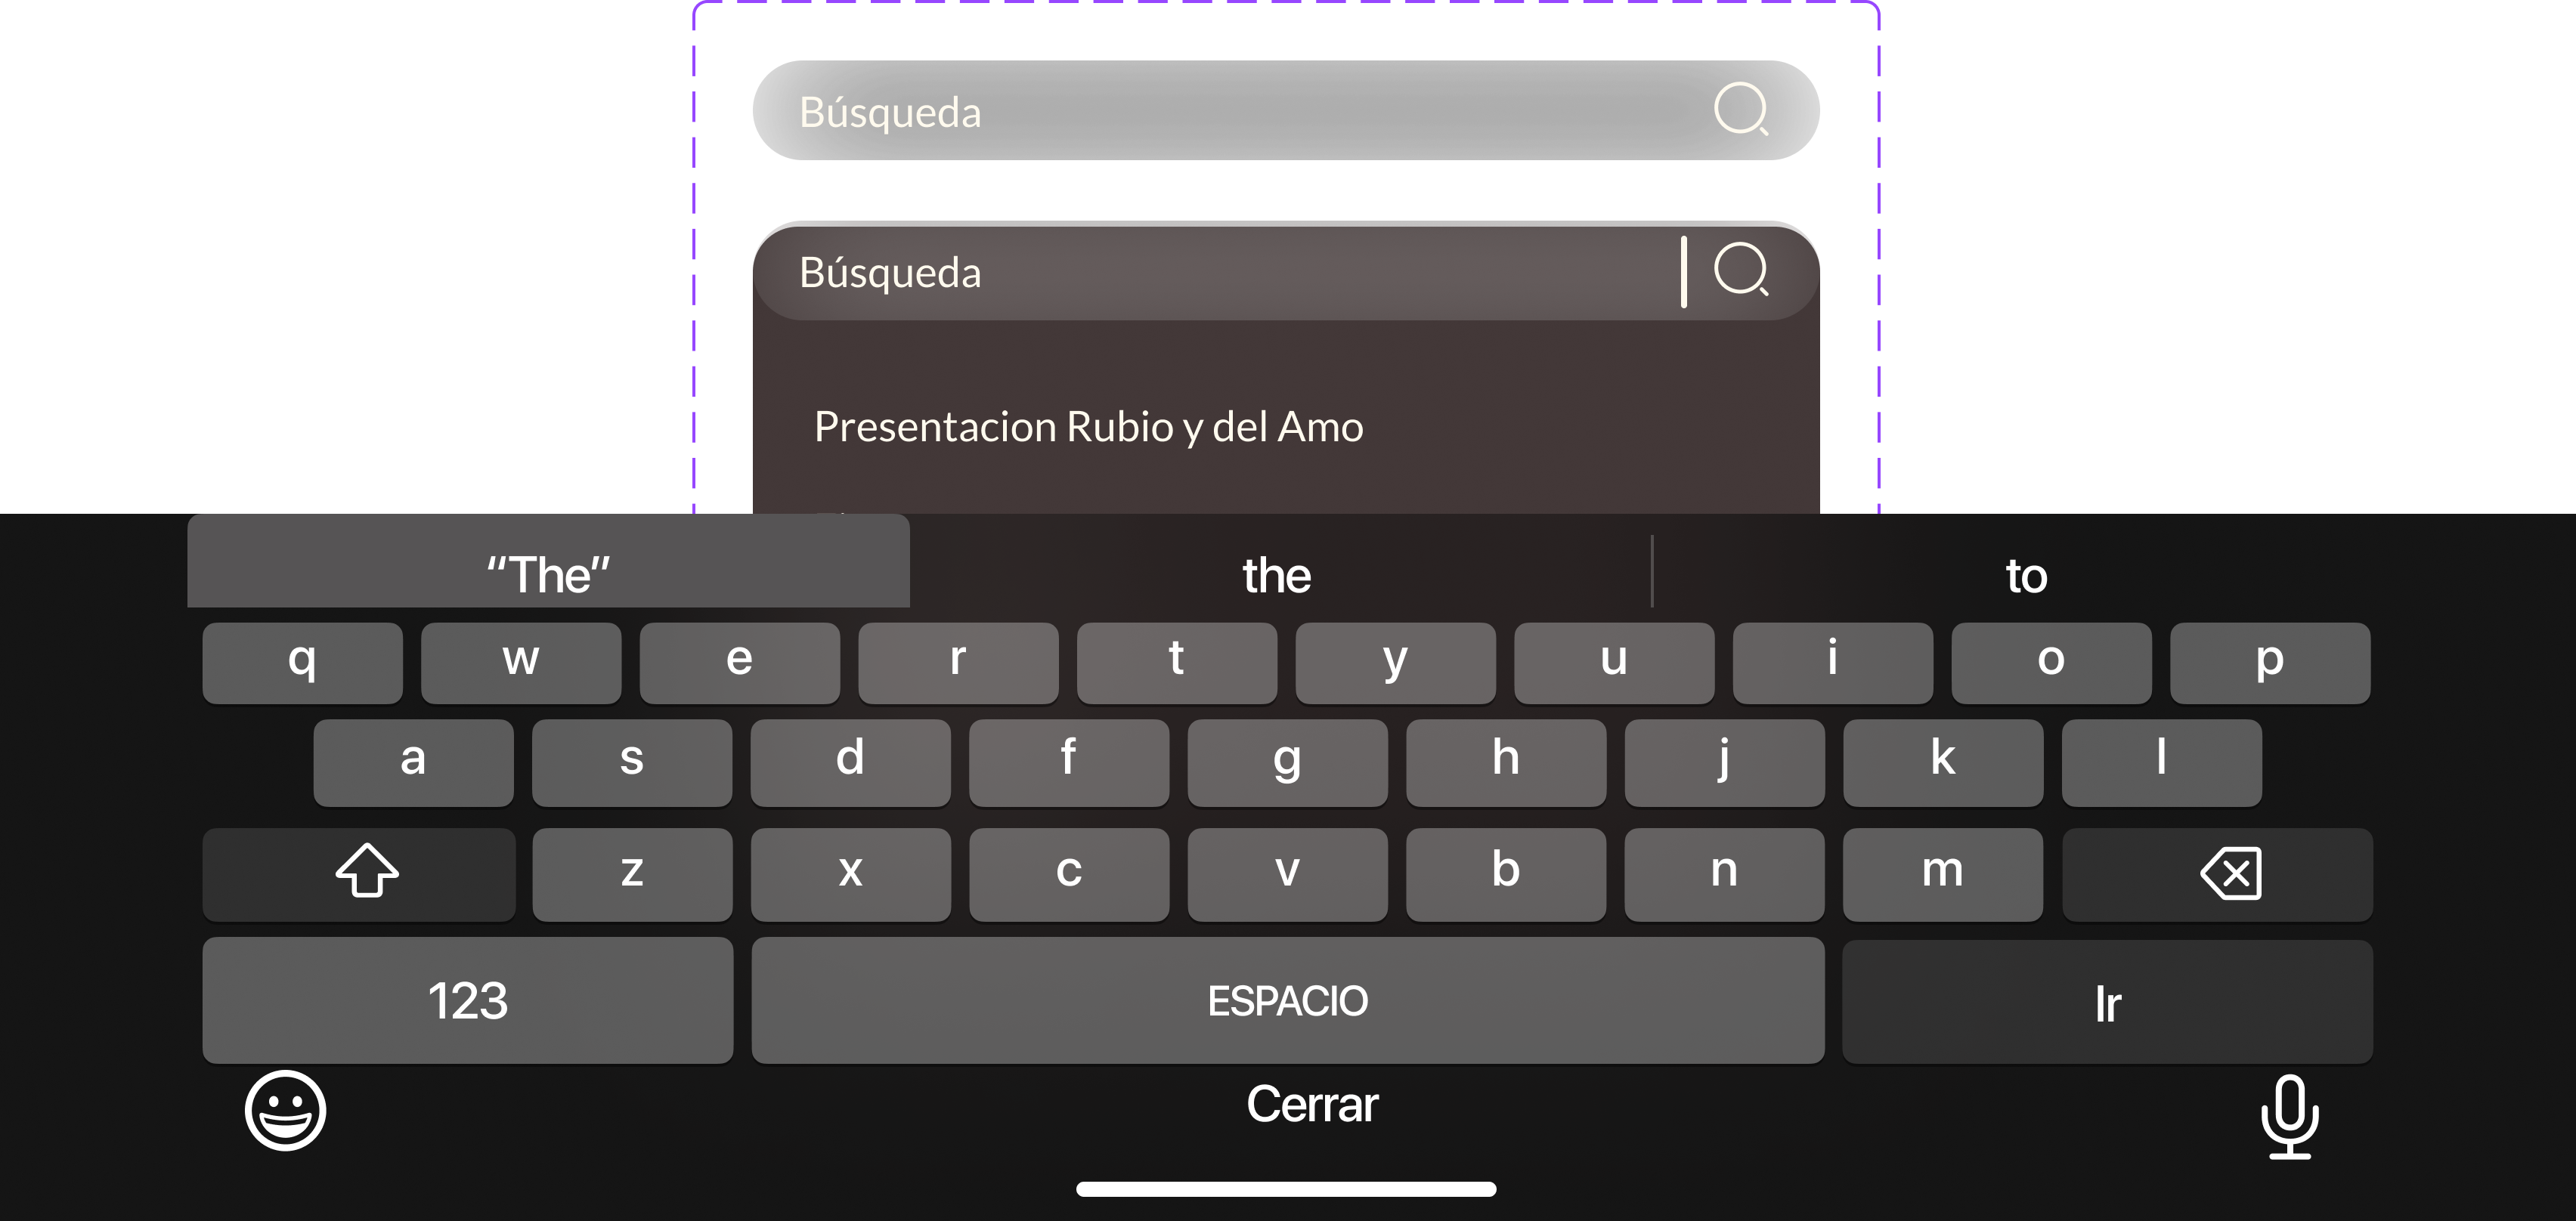 Búsqueda
Búsqueda
Presentacion Rubio y del Amo
“The” the to
q w e r t y u i o p
a s d f g h j k l
z x c v b n m
123 ESPACIO Ir
Cerrar